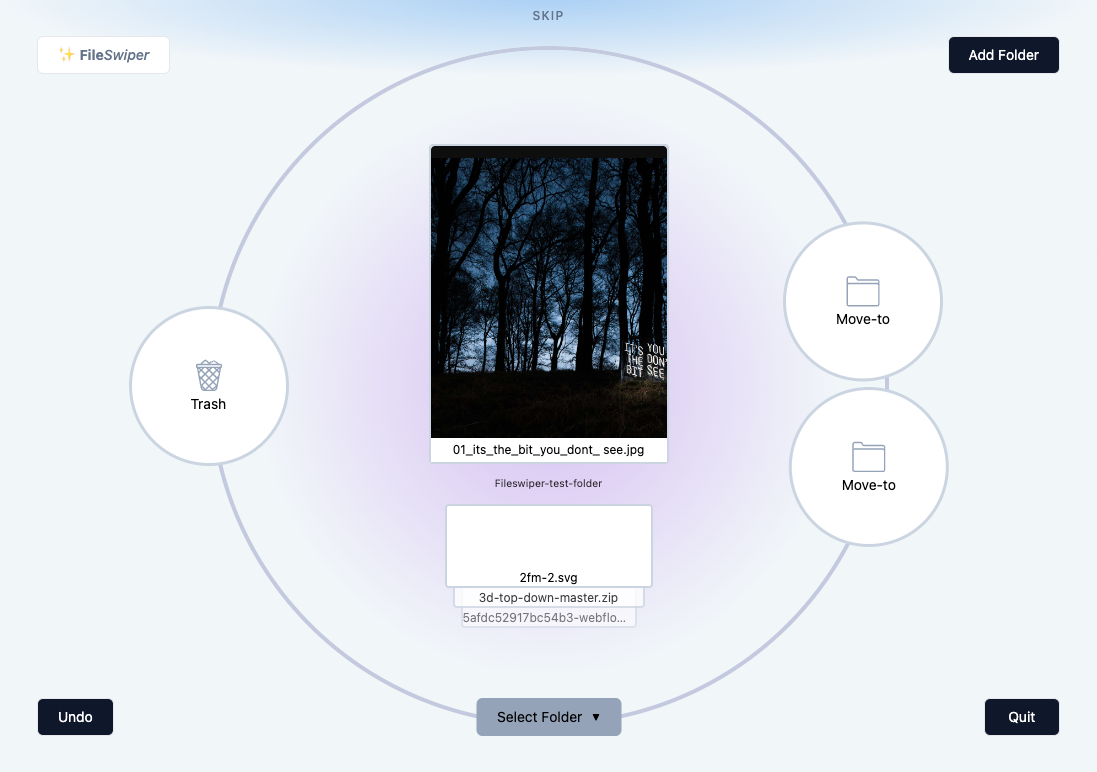 SKIP
✨ FileSwiper
Add Folder
IT'S YOU
THE DON'
BIT SEE
01_its_the_bit_you_dont_ see.jpg
Move-to
Trash
Move-to
Fileswiper-test-folder
2fm-2.svg
3d-top-down-master.zip
5afdc52917bc54b3-webflo...
Undo
Select Folder ▼
Quit